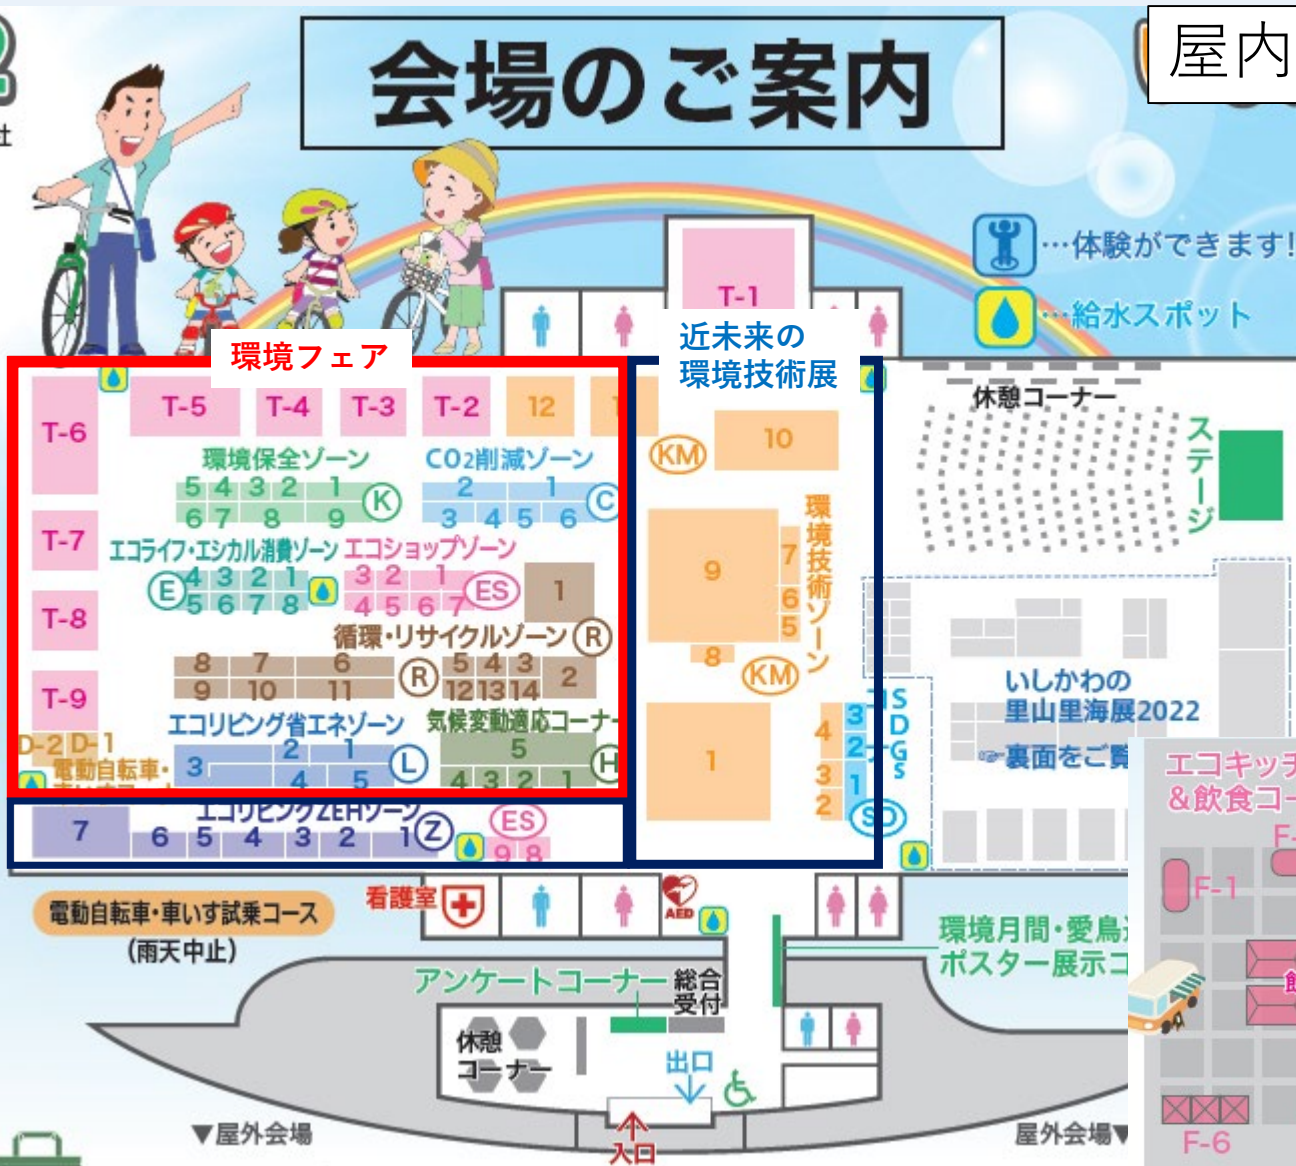 社
会場のご案内
屋内
…体験ができます!
…給水スポット
T-1
環境フェア
近未来の
環境技術展
T-6
T-5
T-4
T-3
T-2
12
10
KM
休憩コーナー
ステージ
環境保全ゾーン
5 4 3 2 1
6 7 8 9
K
CO2削減ゾーン
2 1
3 4 5 6
C
T-7
エコライフ・エシカル消費ゾーン
E
4 3 2 1
5 6 7 8
エコショップゾーン
3 2 1
4 5 6 7
ES
1
循環・リサイクルゾーン
R
T-8
8 7 6
9 10 11
R
5 4 3
12 13 14
2
環境技術ゾーン
9
7
6
5
8
KM
T-9
エコリビング省エネゾーン
2 1
3
4 5
L
気候変動適応コーナー
5
4 3 2 1
H
D-2 D-1
電動自転車・
1
4
3
2
3
2
1
SDGs
SD
いしかわの
里山里海展2022
☞裏面をご覧
エコリビングZEHゾーン
7
6 5 4 3 2 1
Z
ES
9 8
エコキッチ
&飲食コー
F-1
F-6
電動自転車・車いす試乗コース
(雨天中止)
看護室
AED
環境月間・愛鳥
ポスター展示コ
アンケートコーナー
総合
受付
休憩
コーナー
出口
入口
▼屋外会場
屋外会場▼